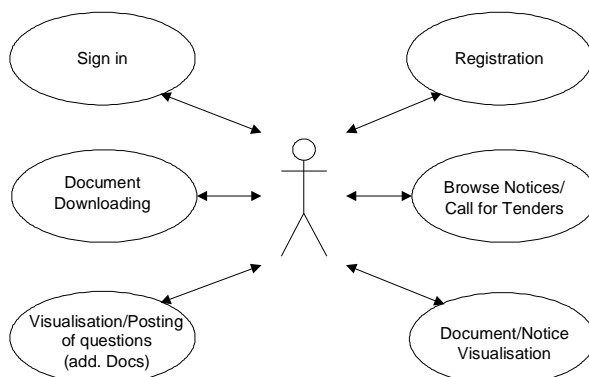 Sign in
Registration
Document
Downloading
Browse Notices/
Call for Tenders
Visualisation/Posting
of questions
(add. Docs)
Document/Notice
Visualisation